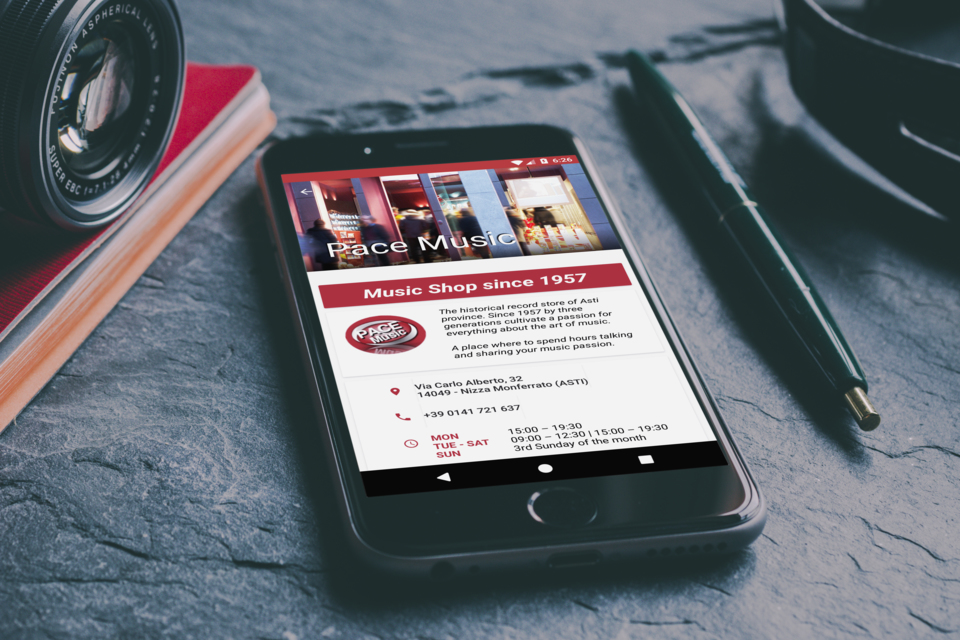 FUJINON ASPHERICAL LENS
SUPER EBC f=7.1-28.4mm
6:26
Pace Music
Music Shop since 1957
The historical record store of Asti
province. Since 1957 by three
generations cultivate a passion for
everything about the art of music.
A place where to spend hours talking
and sharing your music passion.
PACE
Music
Via Carlo Alberto, 32
14049 - Nizza Monferrato (ASTI)
+39 0141 721 637
MON 15:00 – 19:30
TUE - SAT 09:00 – 12:30 | 15:00 – 19:30
SUN 3rd Sunday of the month